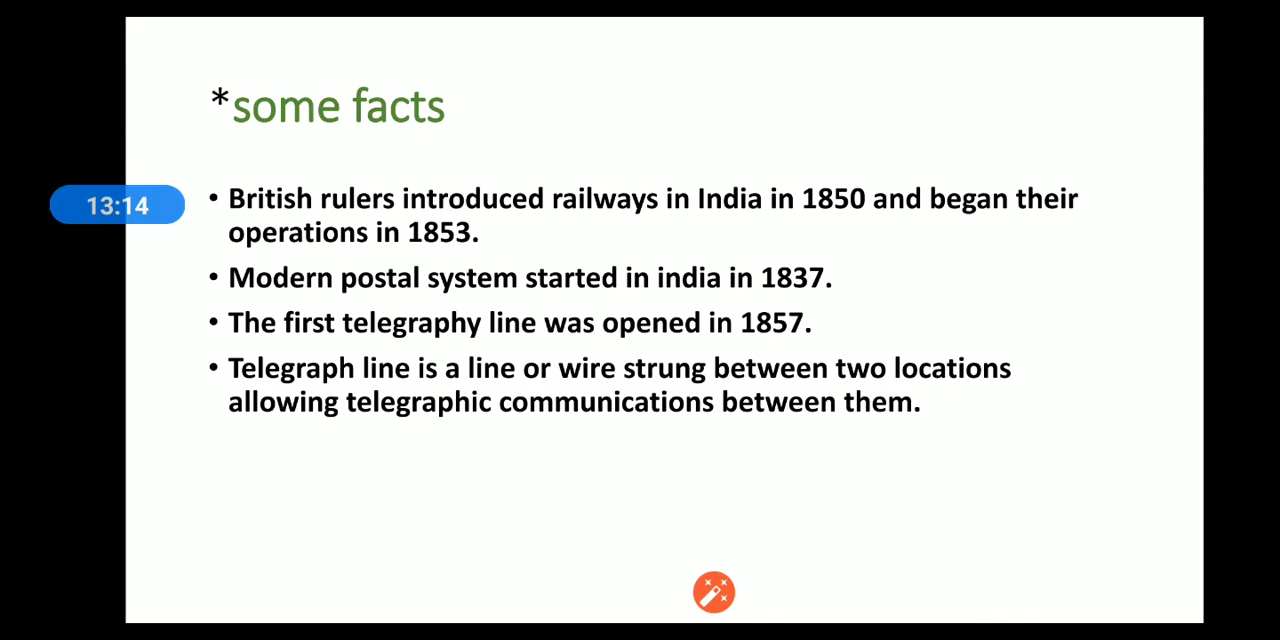 *some facts
• British rulers introduced railways in India in 1850 and began their
operations in 1853.
• Modern postal system started in india in 1837.
• The first telegraphy line was opened in 1857.
• Telegraph line is a line or wire strung between two locations
allowing telegraphic communications between them.
13:14